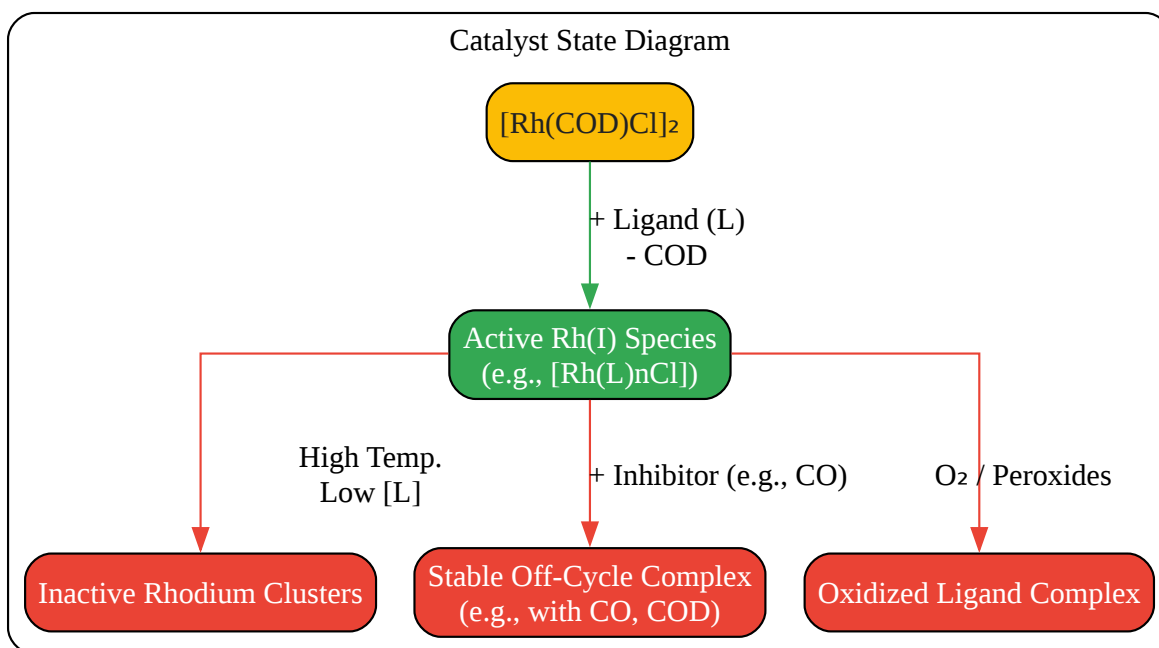 Catalyst State Diagram
[Rh(COD)Cl]₂
+ Ligand (L)
- COD
Active Rh(I) Species
(e.g., [Rh(L)nCl])
High Temp.
Low [L]
+ Inhibitor (e.g., CO)
O₂ / Peroxides
Inactive Rhodium Clusters
Stable Off-Cycle Complex
(e.g., with CO, COD)
Oxidized Ligand Complex